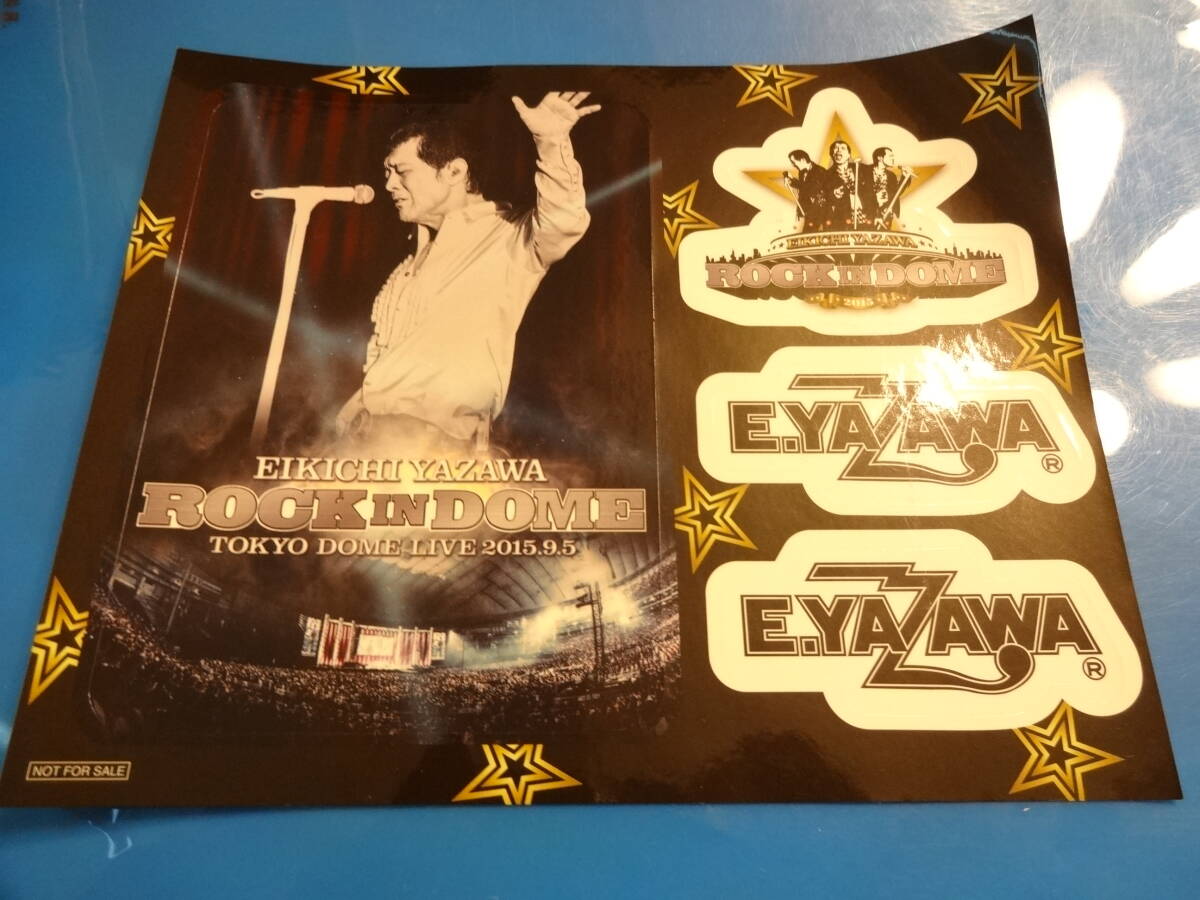 EIKICHI YAZAWA
ROCK IN DOME
TOKYO DOME LIVE 2015.9.5
NOT FOR SALE
EIKICHI YAZAWA
ROCK IN DOME
2015
E.YAZAWA ®
E.YAZAWA ®